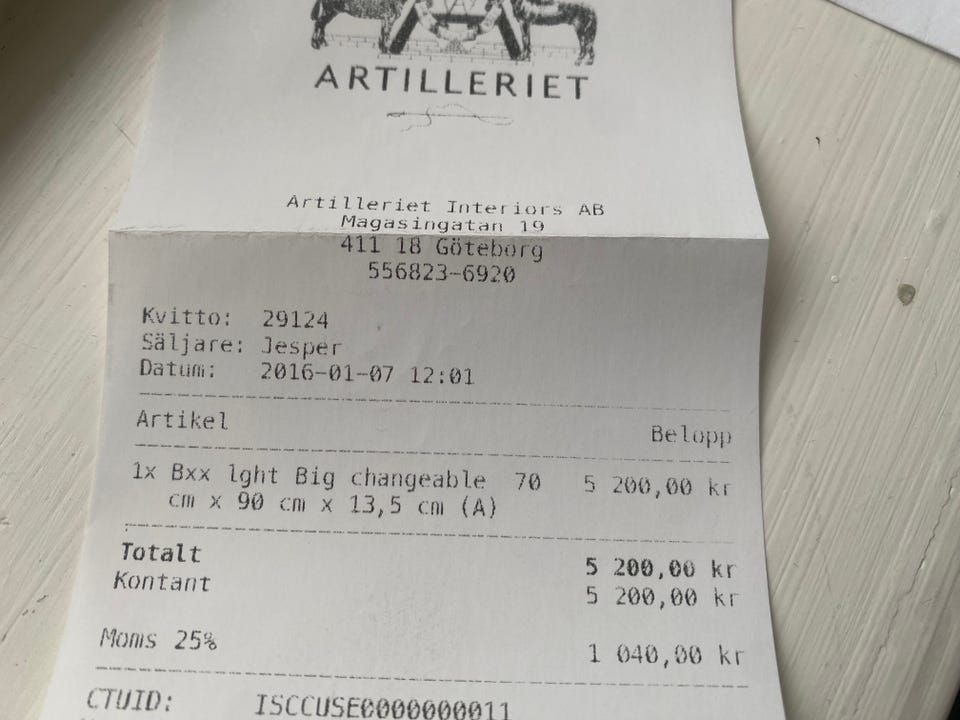 ARTILLERIET
Artilleriet Interiors AB
Magasingatan 19
411 18 Göteborg
556823-6920
Kvitto: 29124
Säljare: Jesper
Datum: 2016-01-07 12:01
Artikel Belopp
1x Bxx lght Big changeable 70 5 200,00 kr
cm x 90 cm x 13,5 cm (A)
Totalt 5 200,00 kr
Kontant 5 200,00 kr
Moms 25% 1 040,00 kr
CTUID: ISCCUSE0000000011